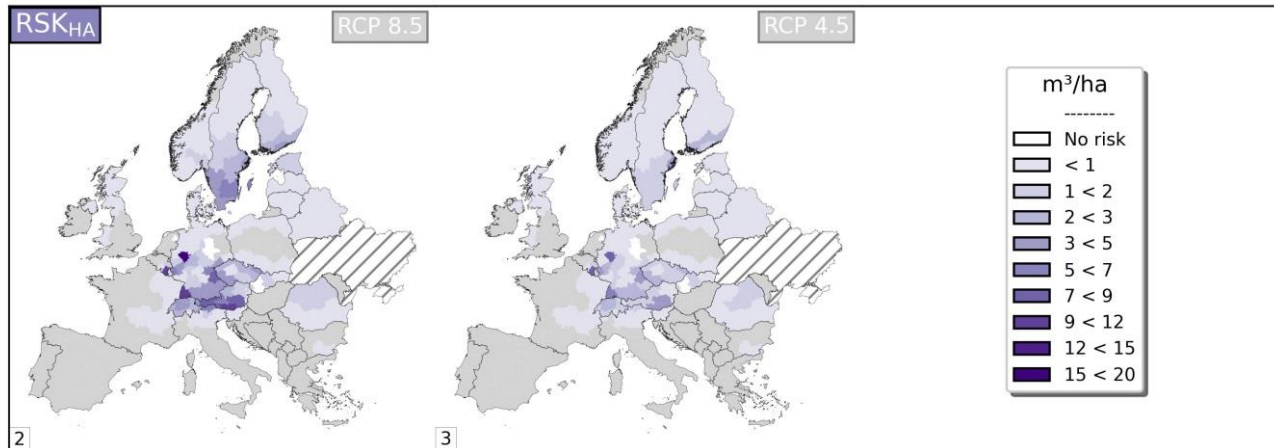 RSKHA
RCP 8.5
RCP 4.5
m³/ha
--------
No risk
< 1
1 < 2
2 < 3
3 < 5
5 < 7
7 < 9
9 < 12
12 < 15
15 < 20
2
3